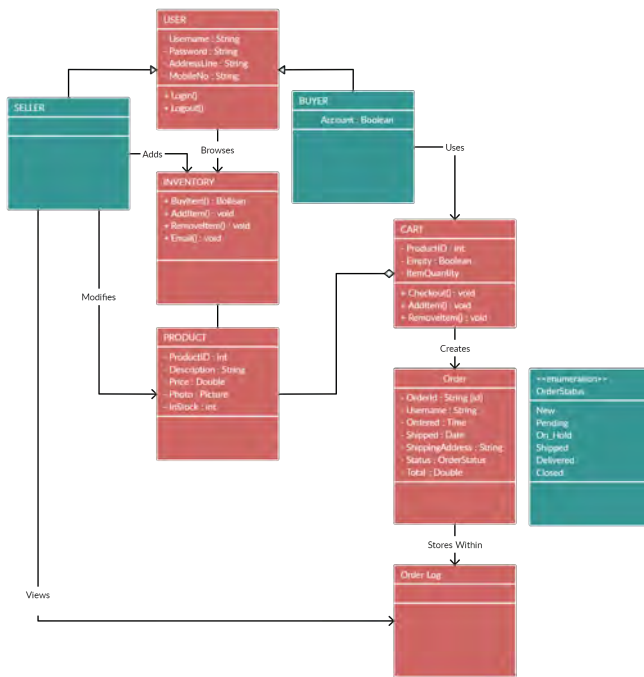 USER
- Username : String
- Password : String
- AddressLine : String
- MobileNo : String
+ Login()
+ Logout()
SELLER
BUYER
Account : Boolean
Adds
Browses
Uses
INVENTORY
+ BuyItem() : Bollean
+ AddItem() : void
+ RemoveItem() : void
+ Email() : void
CART
- ProductID : int
- Empty : Boolean
- ItemQuantity
+ Checkout() : void
+ AddItem() : void
+ RemoveItem() : void
Modifies
PRODUCT
- ProductID : Int
- Description : String
- Price : Double
- Photo : Picture
- InStock : int
Creates
Order
- OrderId : String {id}
- Username : String
- Ordered : Time
- Shipped : Date
- ShippingAddress : String
- Status : OrderStatus
- Total : Double
<<enumeration>>
OrderStatus
New
Pending
On_Hold
Shipped
Delivered
Closed
Stores Within
Order Log
Views